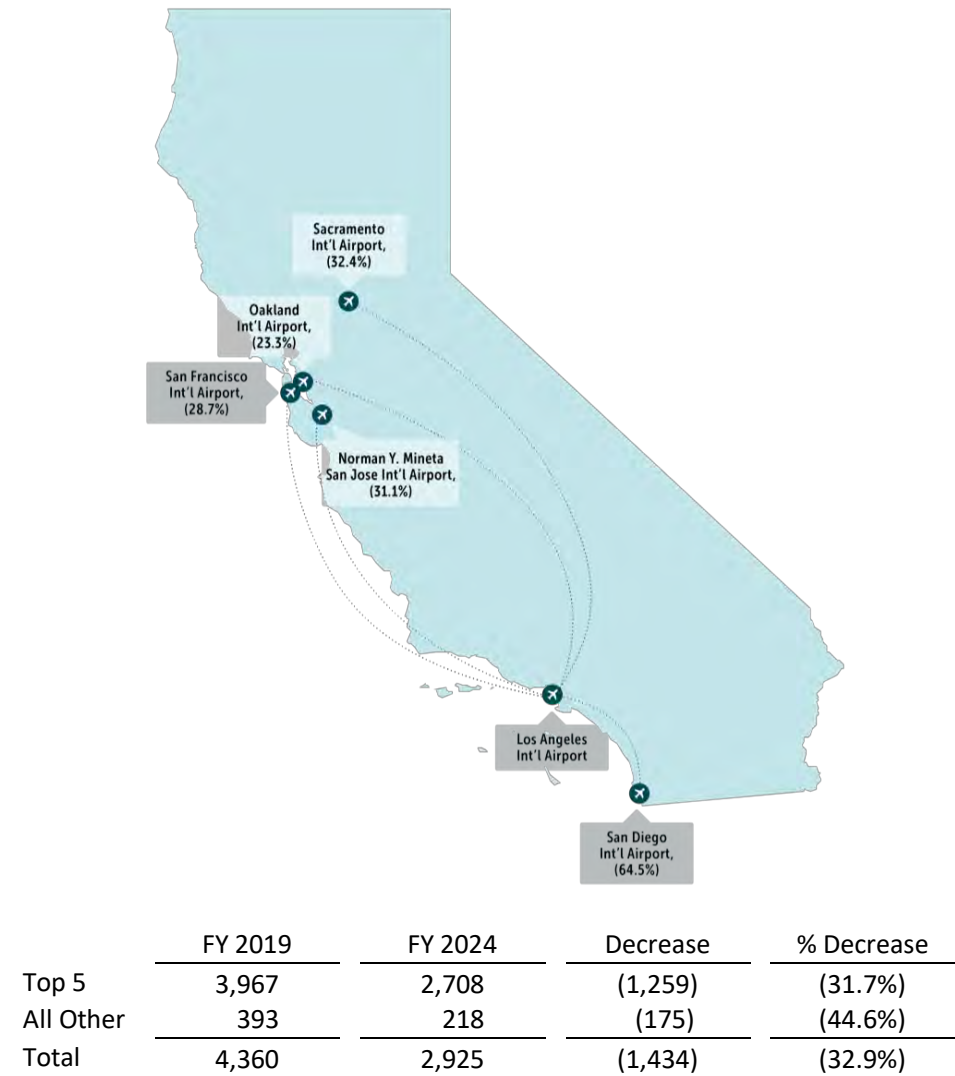 Sacramento
Int'l Airport,
(32.4%)
Oakland
Int'l Airport,
(23.3%)
San Francisco
Int'l Airport,
(28.7%)
Norman Y. Mineta
San Jose Int'l Airport,
(31.1%)
Los Angeles
Int'l Airport
San Diego
Int'l Airport,
(64.5%)
FY 2019 FY 2024 Decrease % Decrease
Top 5 3,967 2,708 (1,259) (31.7%)
All Other 393 218 (175) (44.6%)
Total 4,360 2,925 (1,434) (32.9%)